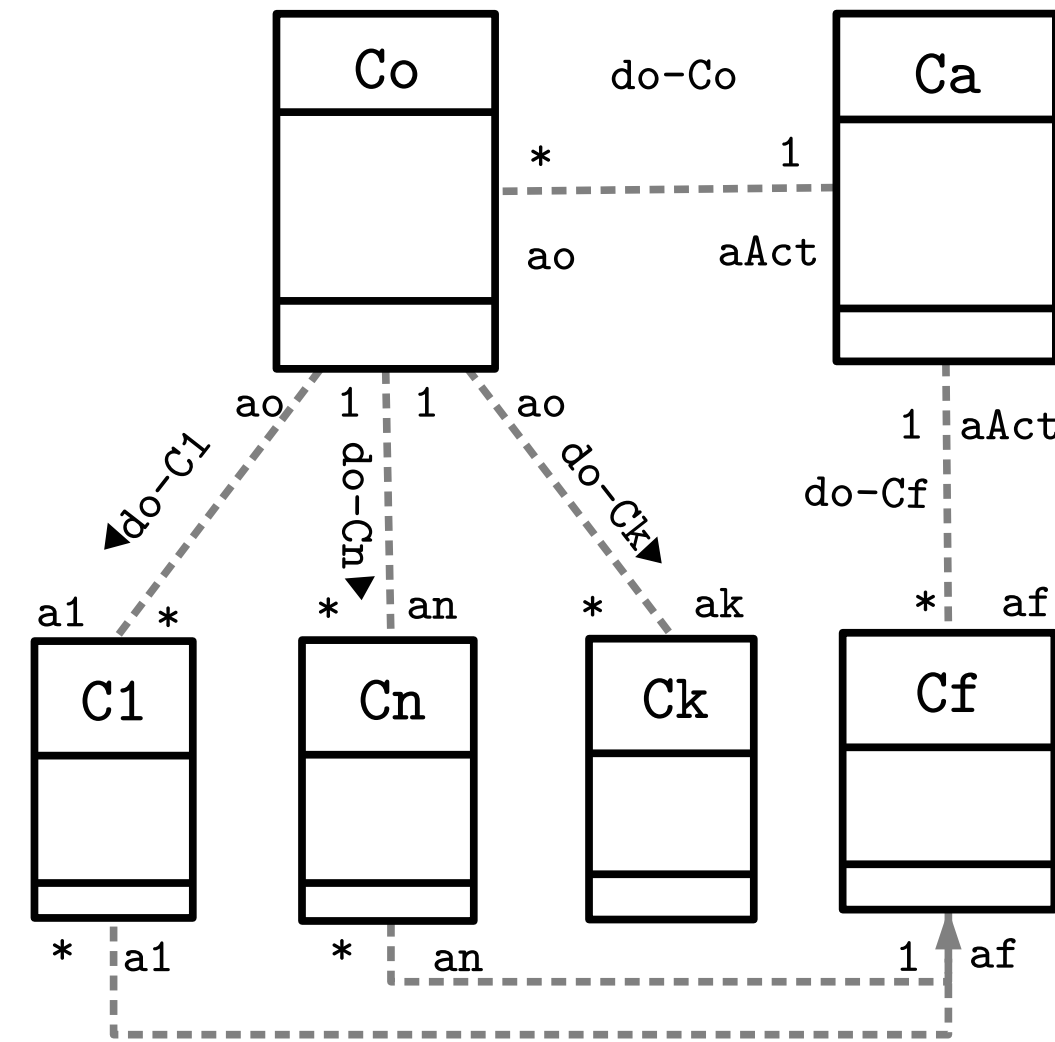 Co
do-Co
Ca
*
1
ao
aAct
ao
1
1
ao
1
aAct
do-C1
do-Cn
do-Ck
do-Cf
a1
*
*
an
*
ak
*
af
C1
Cn
Ck
Cf
*
a1
*
an
1
af